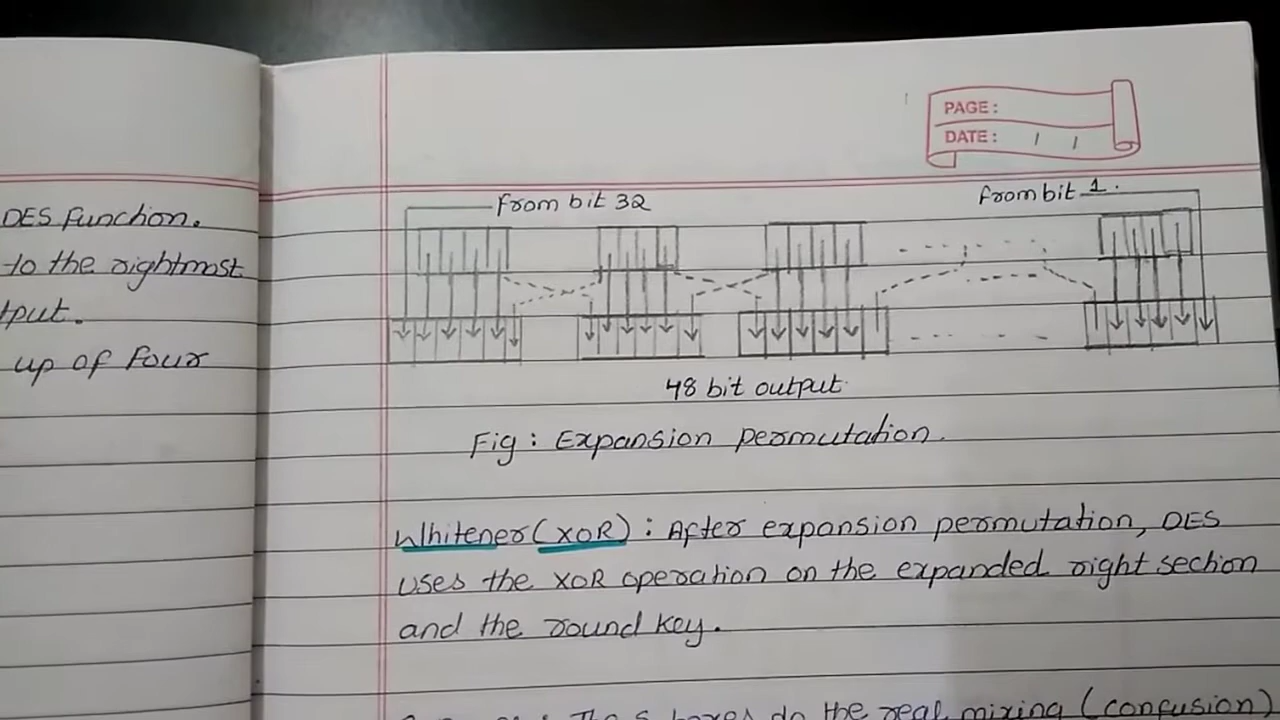 DES function.
to the rightmost
tput.
up of four
PAGE:
DATE: / /
from bit 32
from bit 1.
48 bit output
Fig: Expansion permutation.
Whitener(XOR): After expansion permutation, DES
uses the XOR operation on the expanded right section
and the round key.
boxes do the real mixing (confusion)